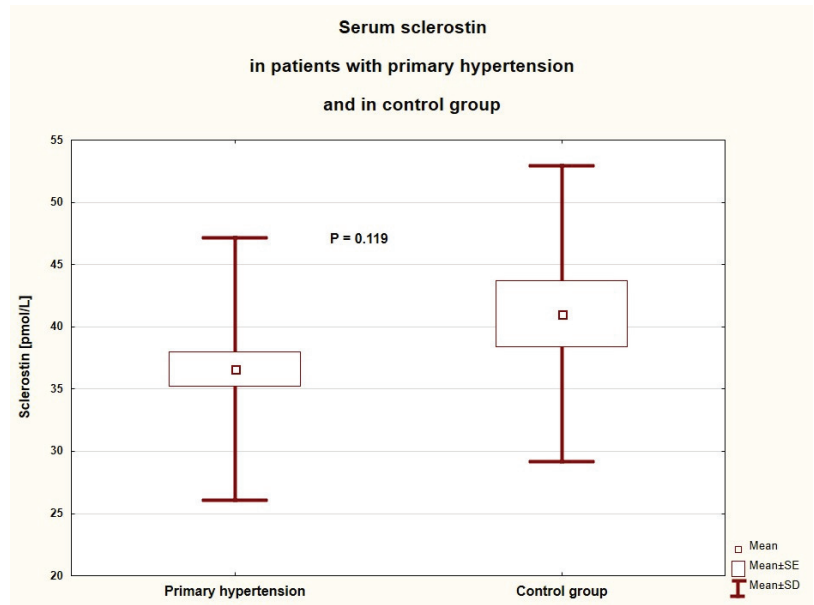 Serum sclerostin
in patients with primary hypertension
and in control group
55
50
45
40
35
30
25
20
Sclerostin [pmol/L]
P = 0.119
Primary hypertension
Control group
Mean
Mean±SE
Mean±SD